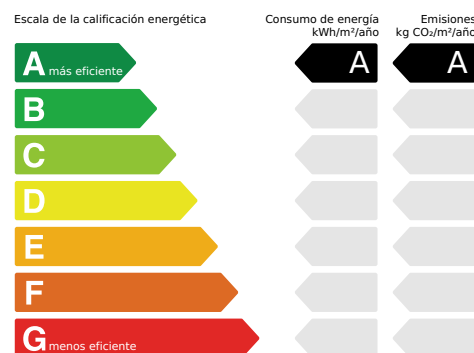 Escala de la calificación energética
Consumo de energía
kWh/m²/año
Emisiones
kg CO₂/m²/año
A más eficiente
A
A
B
C
D
E
F
G menos eficiente